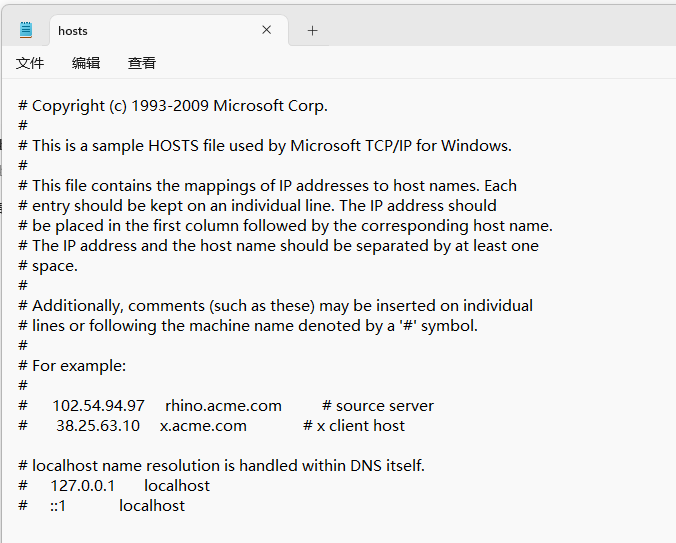 hosts
文件 编辑 查看
# Copyright (c) 1993-2009 Microsoft Corp.
#
# This is a sample HOSTS file used by Microsoft TCP/IP for Windows.
#
# This file contains the mappings of IP addresses to host names. Each
# entry should be kept on an individual line. The IP address should
# be placed in the first column followed by the corresponding host name.
# The IP address and the host name should be separated by at least one
# space.
#
# Additionally, comments (such as these) may be inserted on individual
# lines or following the machine name denoted by a '#' symbol.
#
# For example:
#
#      102.54.94.97     rhino.acme.com          # source server
#       38.25.63.10     x.acme.com              # x client host

# localhost name resolution is handled within DNS itself.
#     127.0.0.1       localhost
#     ::1             localhost